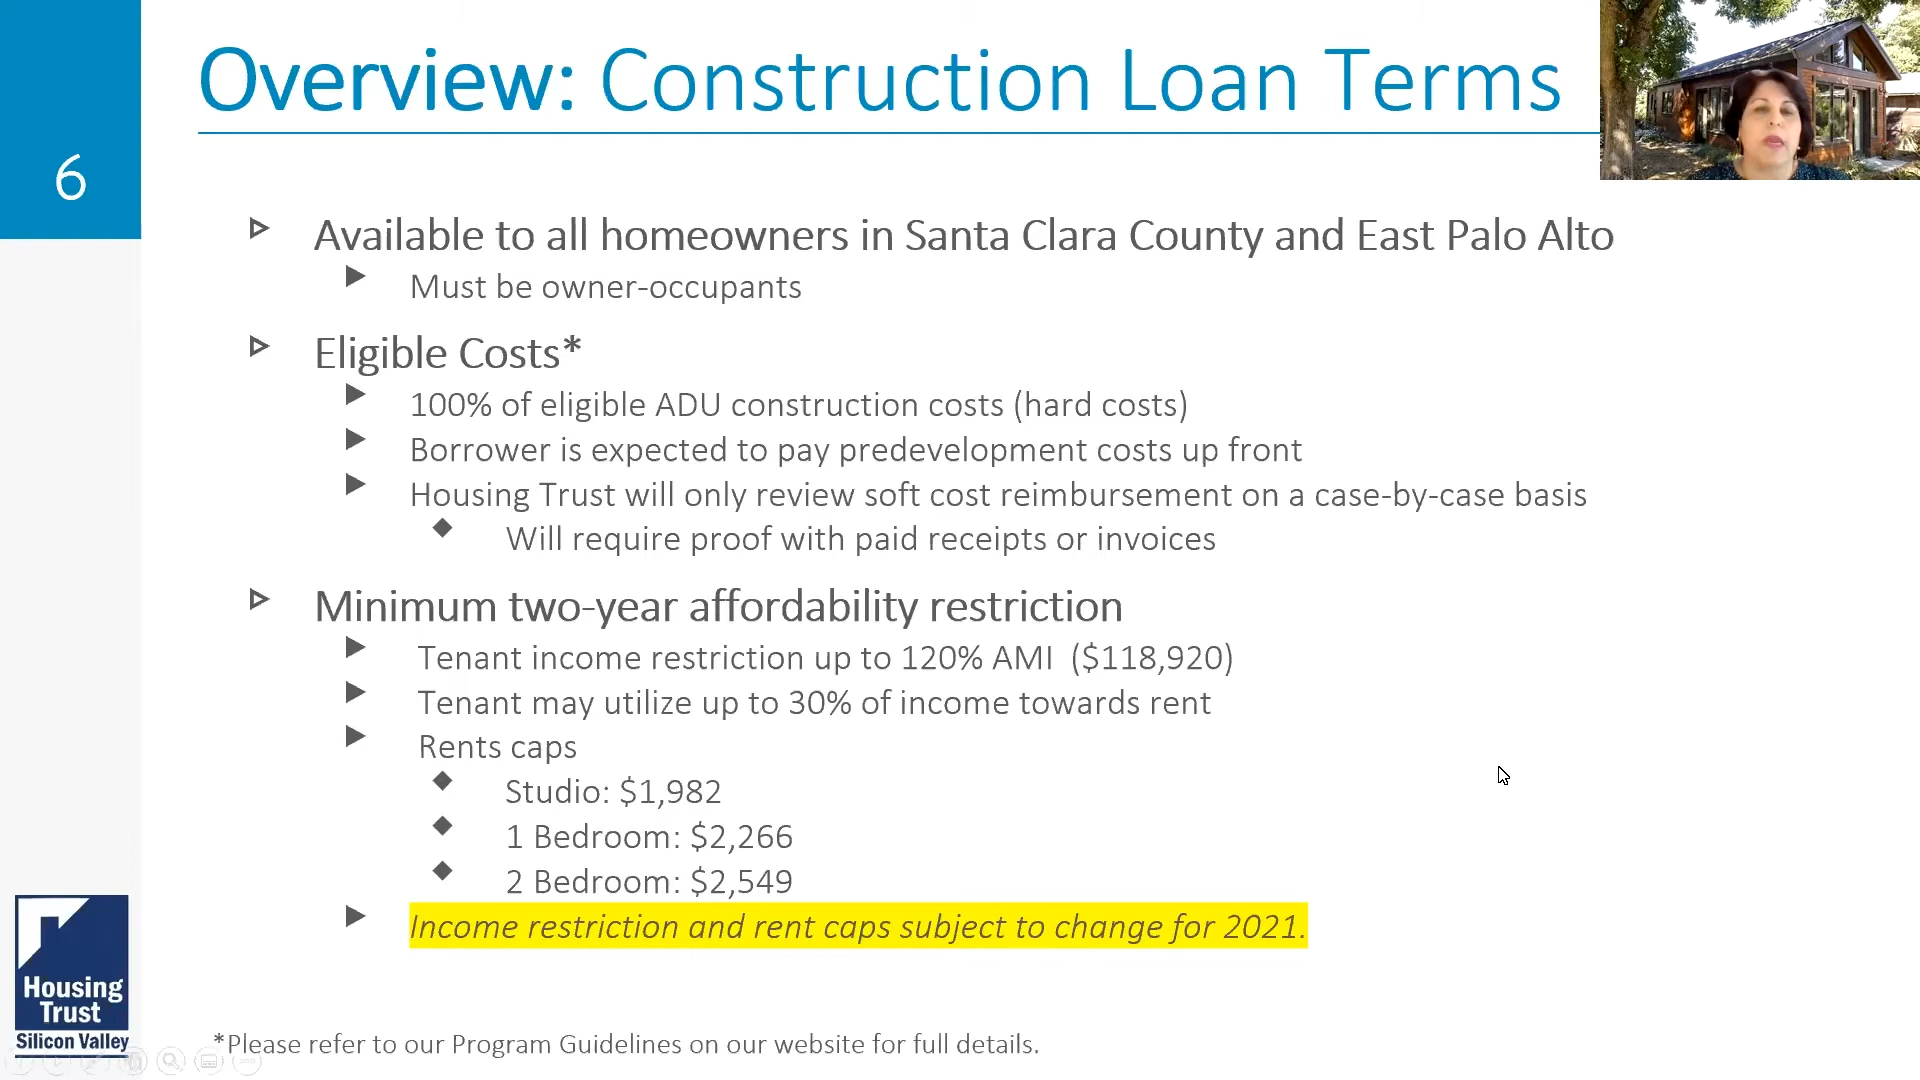 Overview: Construction Loan Terms
6
Available to all homeowners in Santa Clara County and East Palo Alto
Must be owner-occupants
Eligible Costs*
100% of eligible ADU construction costs (hard costs)
Borrower is expected to pay predevelopment costs up front
Housing Trust will only review soft cost reimbursement on a case-by-case basis
Will require proof with paid receipts or invoices
Minimum two-year affordability restriction
Tenant income restriction up to 120% AMI ($118,920)
Tenant may utilize up to 30% of income towards rent
Rents caps
Studio: $1,982
1 Bedroom: $2,266
2 Bedroom: $2,549
Income restriction and rent caps subject to change for 2021.
Housing
Trust
Silicon Valley
*Please refer to our Program Guidelines on our website for full details.